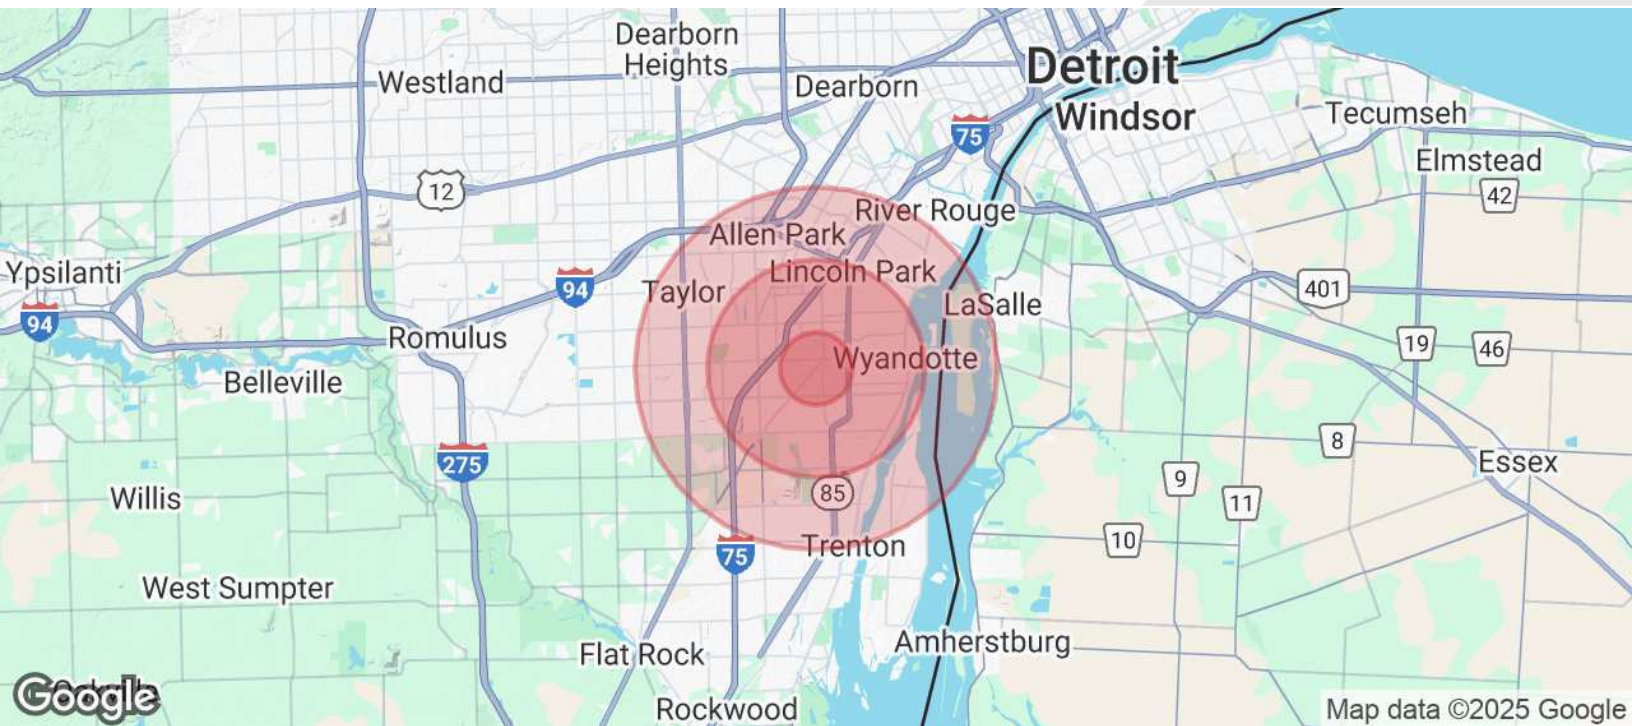 Dearborn
Heights
Detroit
Westland
Dearborn
Windsor
Tecumseh
75
Elmstead
12
42
River Rouge
Allen Park
Ypsilanti
Lincoln Park
94
Taylor
401
LaSalle
94
Romulus
19
46
Wyandotte
Belleville
8
275
Essex
9
Willis
85
11
10
75
Trenton
West Sumpter
Amherstburg
Flat Rock
Google
Rockwood
Map data ©2025 Google